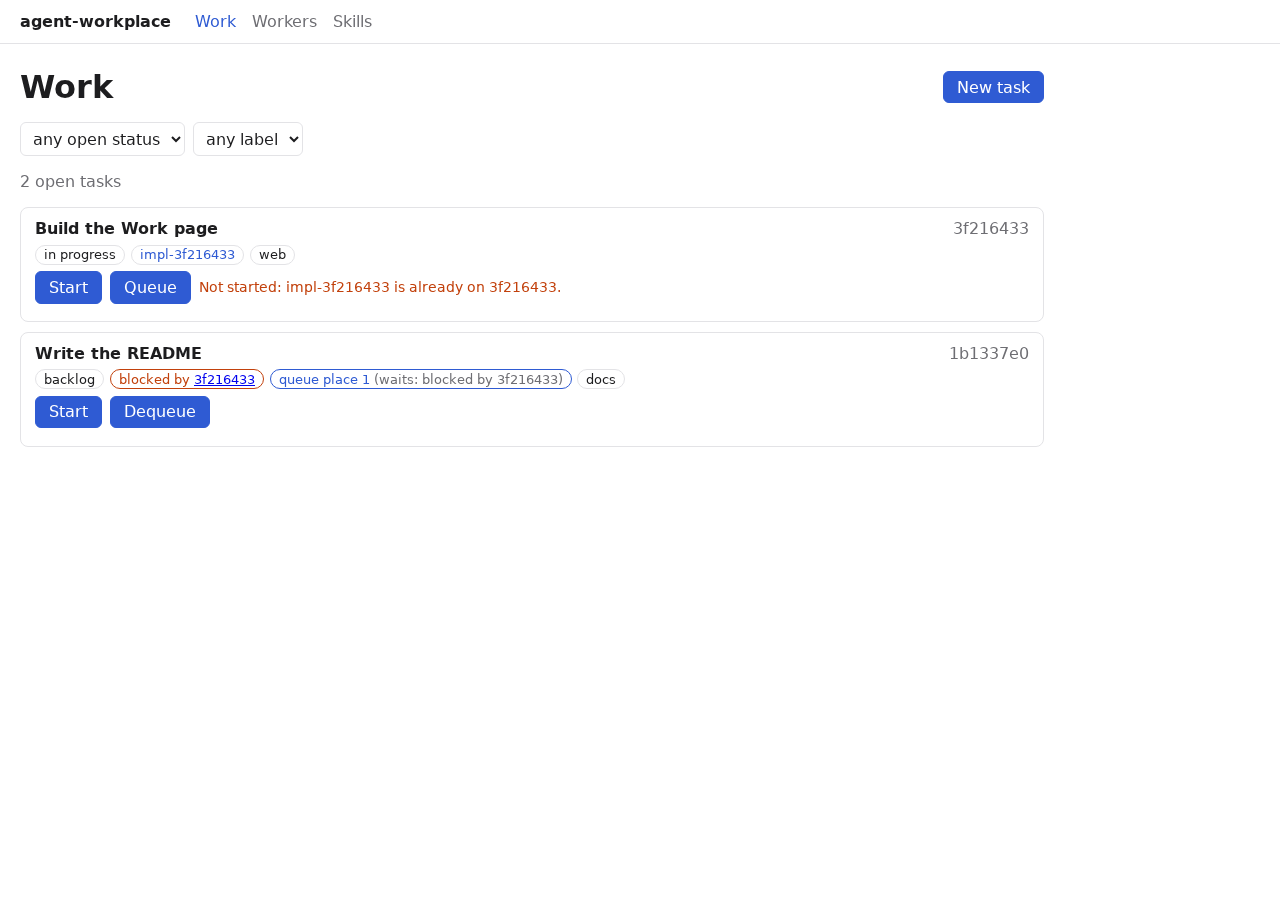 agent-workplace Work Workers Skills
Work New task
any open status any label
2 open tasks
Build the Work page 3f216433
in progress impl-3f216433 web
Start Queue Not started: impl-3f216433 is already on 3f216433.
Write the README 1b1337e0
backlog blocked by 3f216433 queue place 1 (waits: blocked by 3f216433) docs
Start Dequeue